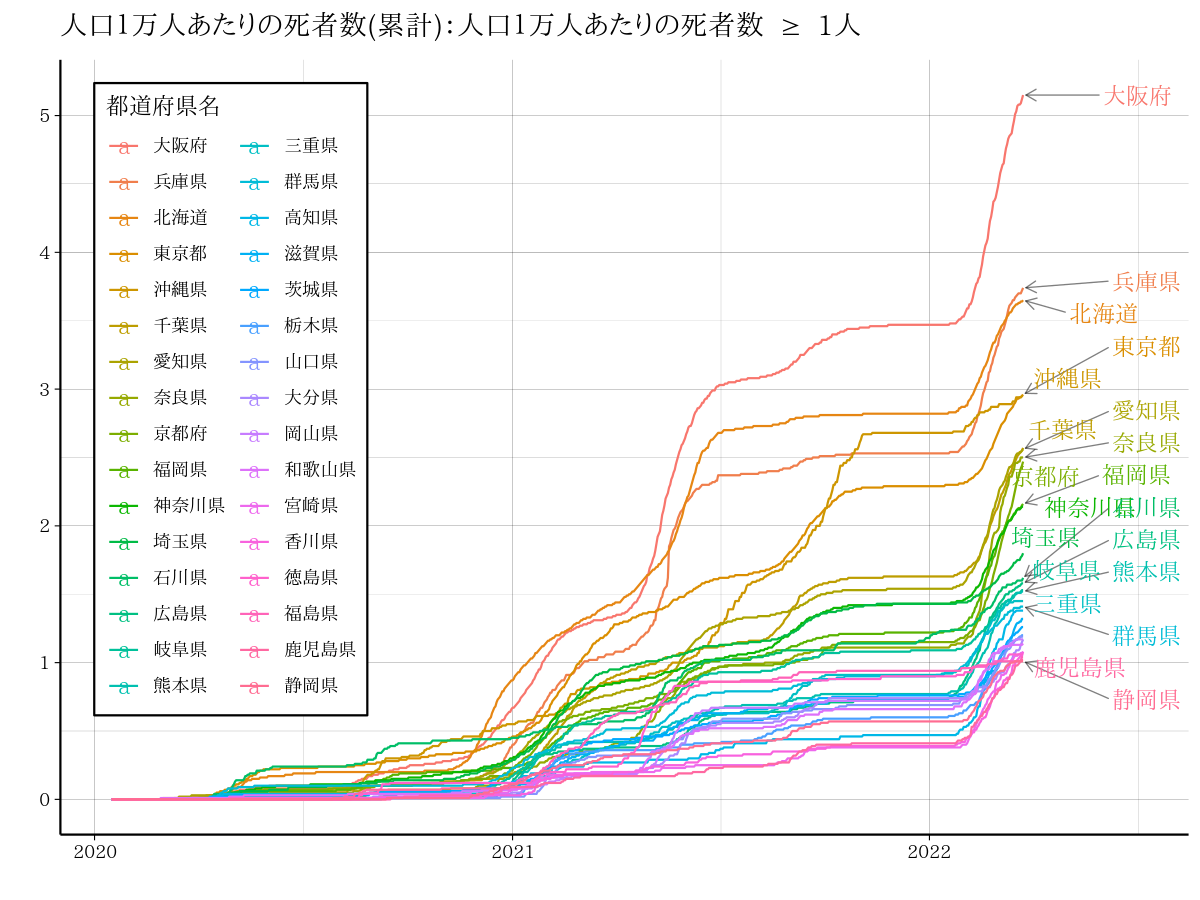 人口1万人あたりの死者数(累計)：人口1万人あたりの死者数 ≥ 1人
5
4
3
2
1
0
2020
2021
2022
都道府県名
a 大阪府
a 兵庫県
a 北海道
a 東京都
a 沖縄県
a 千葉県
a 愛知県
a 奈良県
a 京都府
a 福岡県
a 神奈川県
a 埼玉県
a 石川県
a 広島県
a 岐阜県
a 熊本県
a 三重県
a 群馬県
a 高知県
a 滋賀県
a 茨城県
a 栃木県
a 山口県
a 大分県
a 岡山県
a 和歌山県
a 宮崎県
a 香川県
a 徳島県
a 福島県
a 鹿児島県
a 静岡県
大阪府
兵庫県
北海道
東京都
沖縄県
愛知県
千葉県
奈良県
京都府
福岡県
神奈川県
石川県
埼玉県
広島県
岐阜県
熊本県
三重県
群馬県
鹿児島県
静岡県